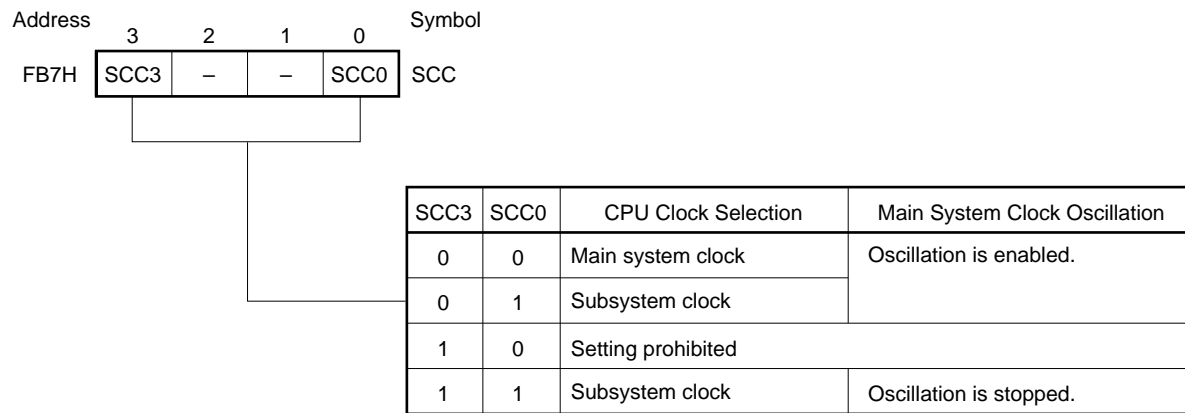 Address Symbol
3 2 1 0
FB7H SCC3 – – SCC0 SCC
SCC3 SCC0 CPU Clock Selection Main System Clock Oscillation
0 0 Main system clock Oscillation is enabled.
0 1 Subsystem clock
1 0 Setting prohibited
1 1 Subsystem clock Oscillation is stopped.